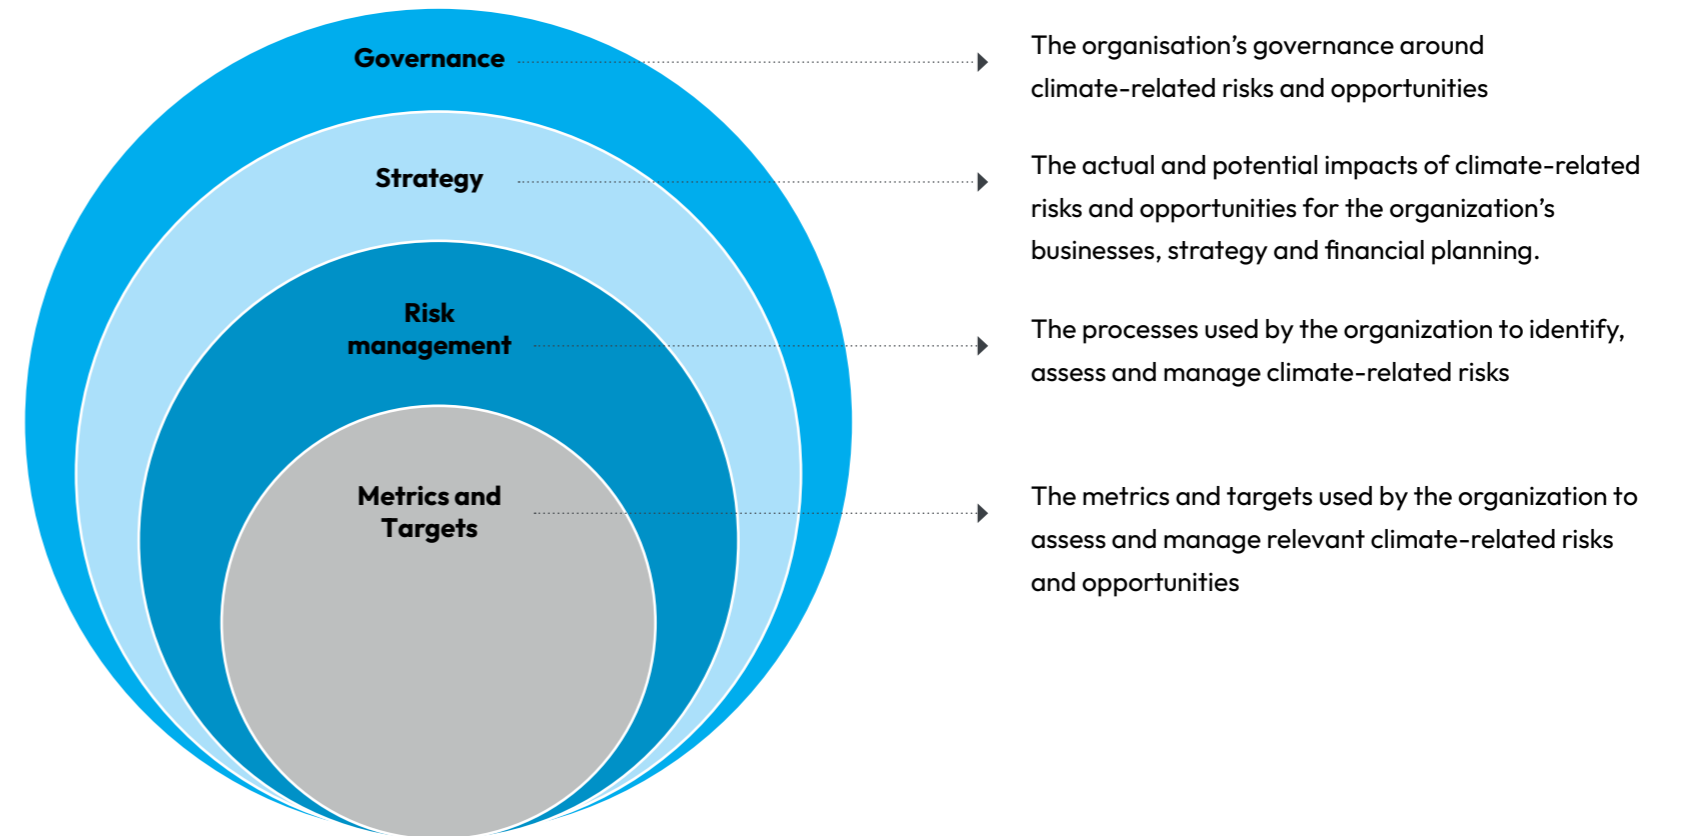 Governance
The organisation’s governance around
climate-related risks and opportunities
Strategy
The actual and potential impacts of climate-related
risks and opportunities for the organization’s
businesses, strategy and financial planning.
Risk
management
The processes used by the organization to identify,
assess and manage climate-related risks
Metrics and
Targets
The metrics and targets used by the organization to
assess and manage relevant climate-related risks
and opportunities